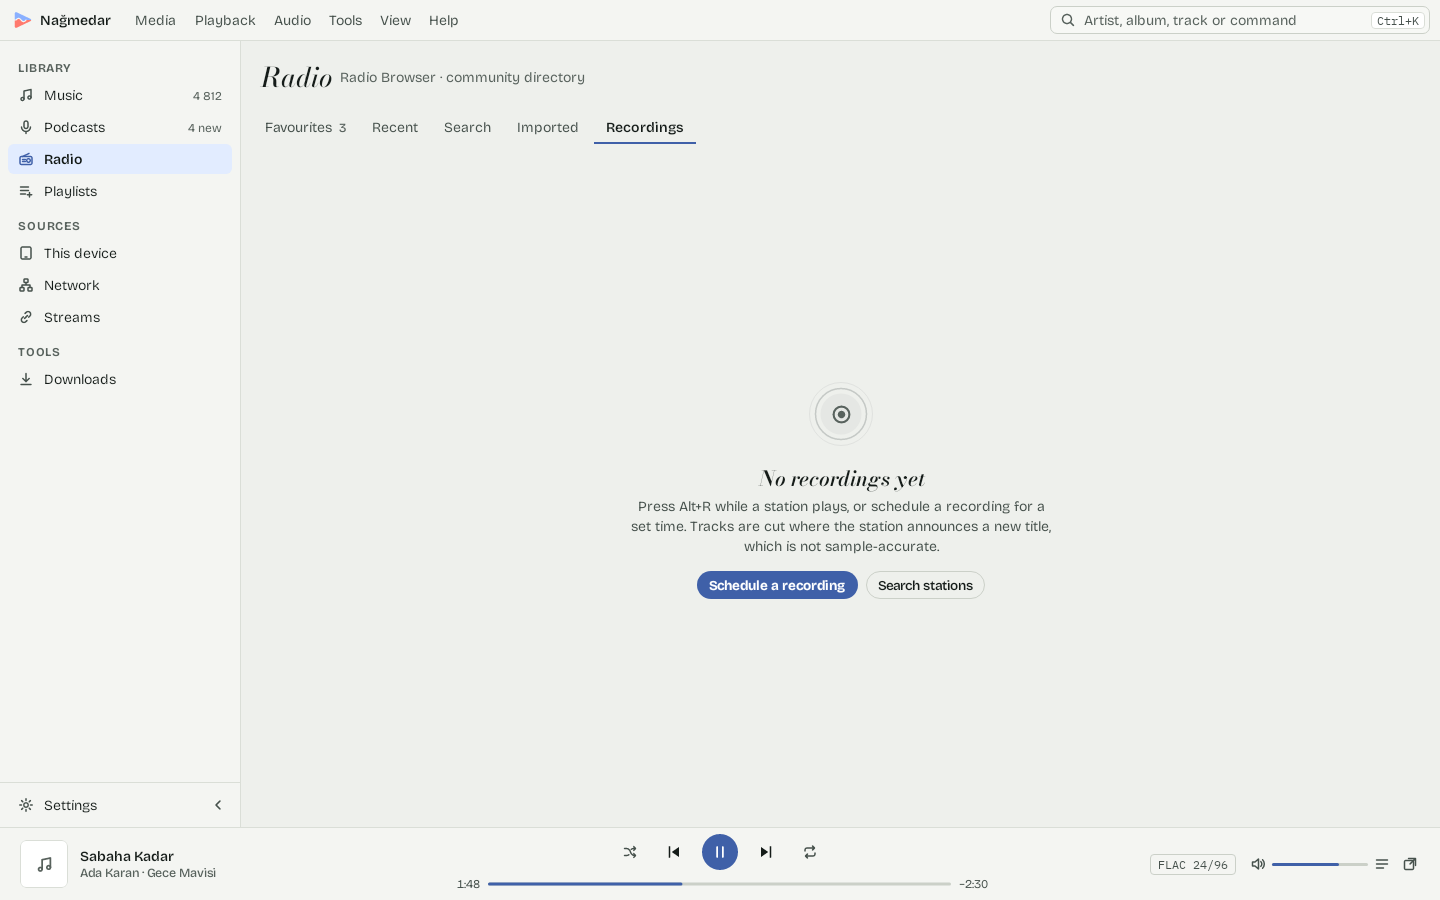 Nağmedar
Media
Playback
Audio
Tools
View
Help
Artist, album, track or command
Ctrl+K
LIBRARY
Music
4 812
Podcasts
4 new
Radio
Playlists
SOURCES
This device
Network
Streams
TOOLS
Downloads
Settings
Radio
Radio Browser · community directory
Favourites 3
Recent
Search
Imported
Recordings
No recordings yet
Press Alt+R while a station plays, or schedule a recording for a
set time. Tracks are cut where the station announces a new title,
which is not sample-accurate.
Schedule a recording
Search stations
Sabaha Kadar
Ada Karan · Gece Mavisi
1:48
−2:30
FLAC 24/96